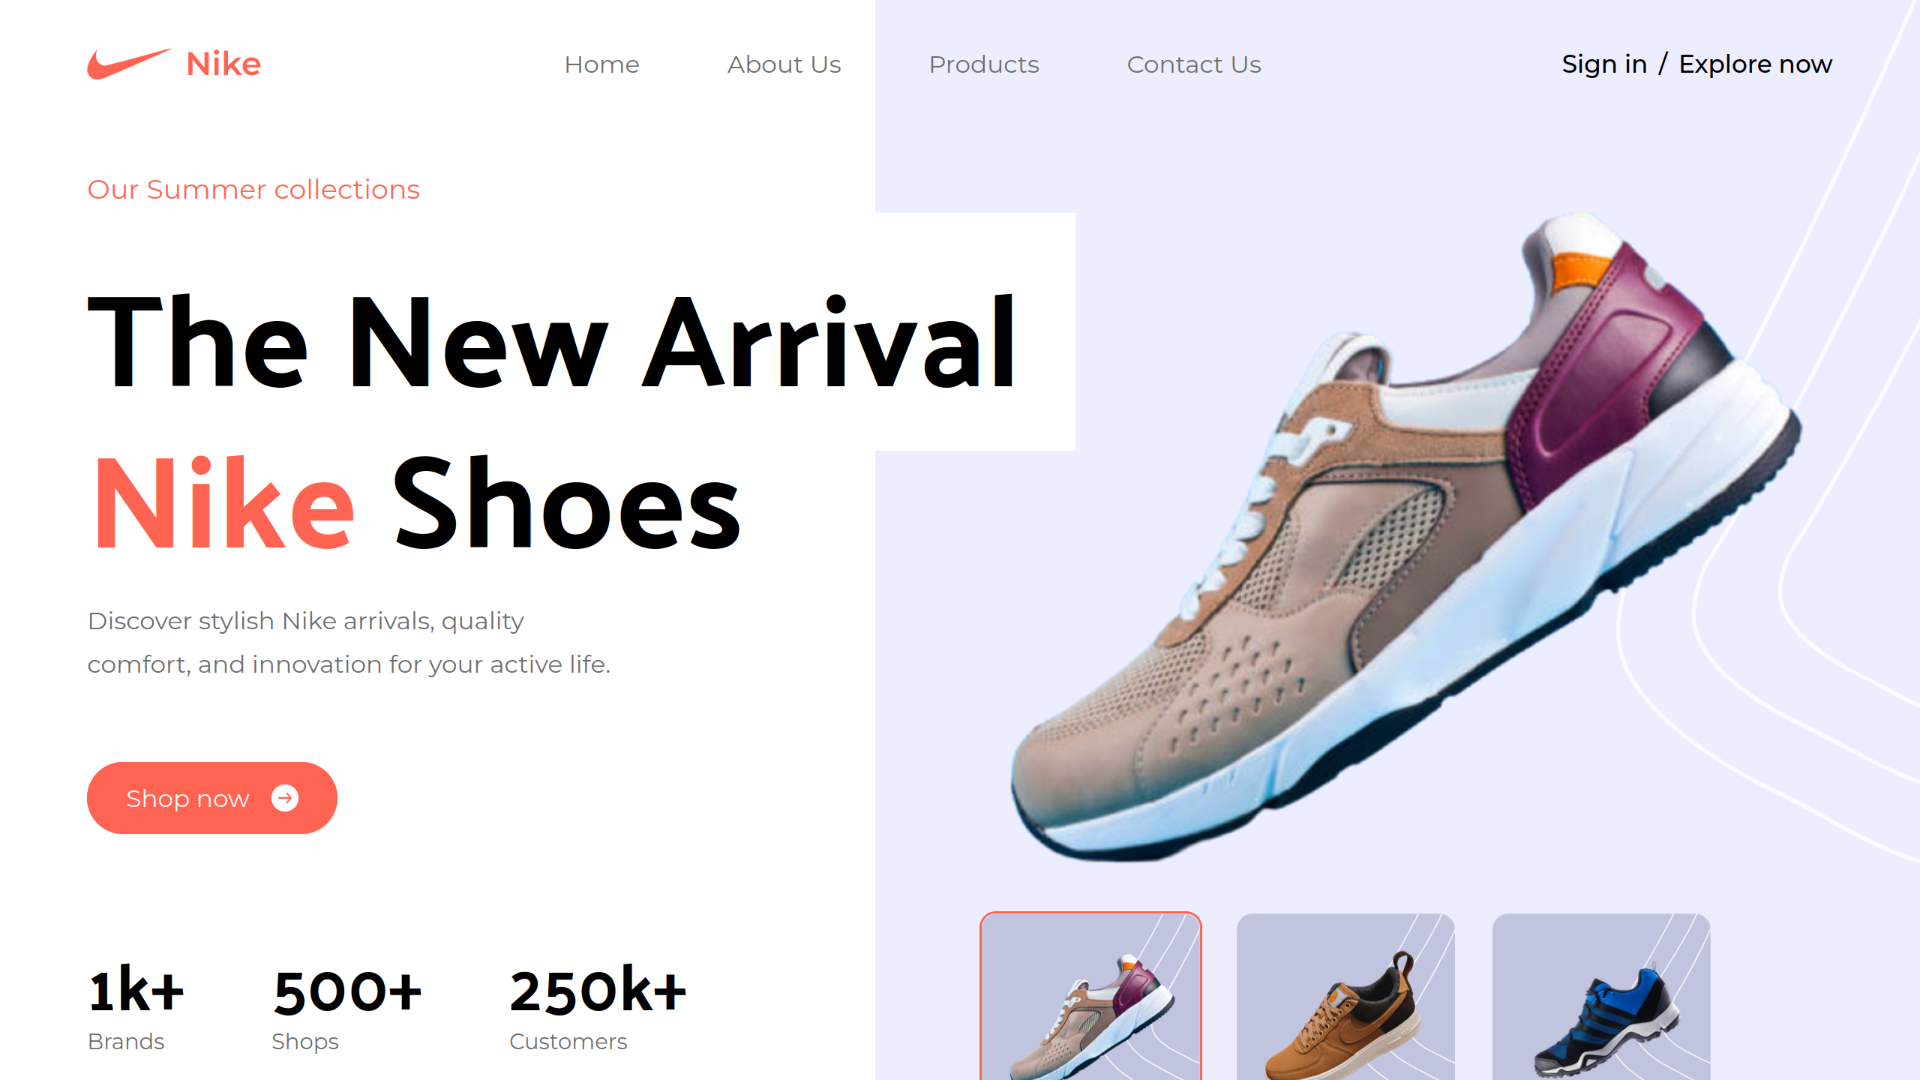 Nike
Home
About Us
Products
Contact Us
Sign in / Explore now
Our Summer collections
The New Arrival
Nike Shoes
Discover stylish Nike arrivals, quality
comfort, and innovation for your active life.
Shop now
1k+
Brands
500+
Shops
250k+
Customers